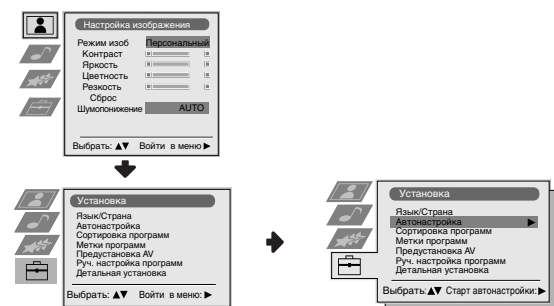 Настройка изображения
Режим изоб Персональный
Контраст
Яркость
Цветность
Резкость
Сброс
Шумопонижение AUTO
Выбрать: ▲▼ Войти в меню ▶
Установка
Язык/Страна
Автонастройка
Сортировка программ
Метки программ
Предустановка AV
Руч. настройка программ
Детальная установка
Выбрать: ▲▼ Войти в меню: ▶
Установка
Язык/Страна
Автонастройка ▶
Сортировка программ
Метки программ
Предустановка AV
Руч. настройка программ
Детальная установка
Выбрать:▲▼ Старт автонастройки:▶